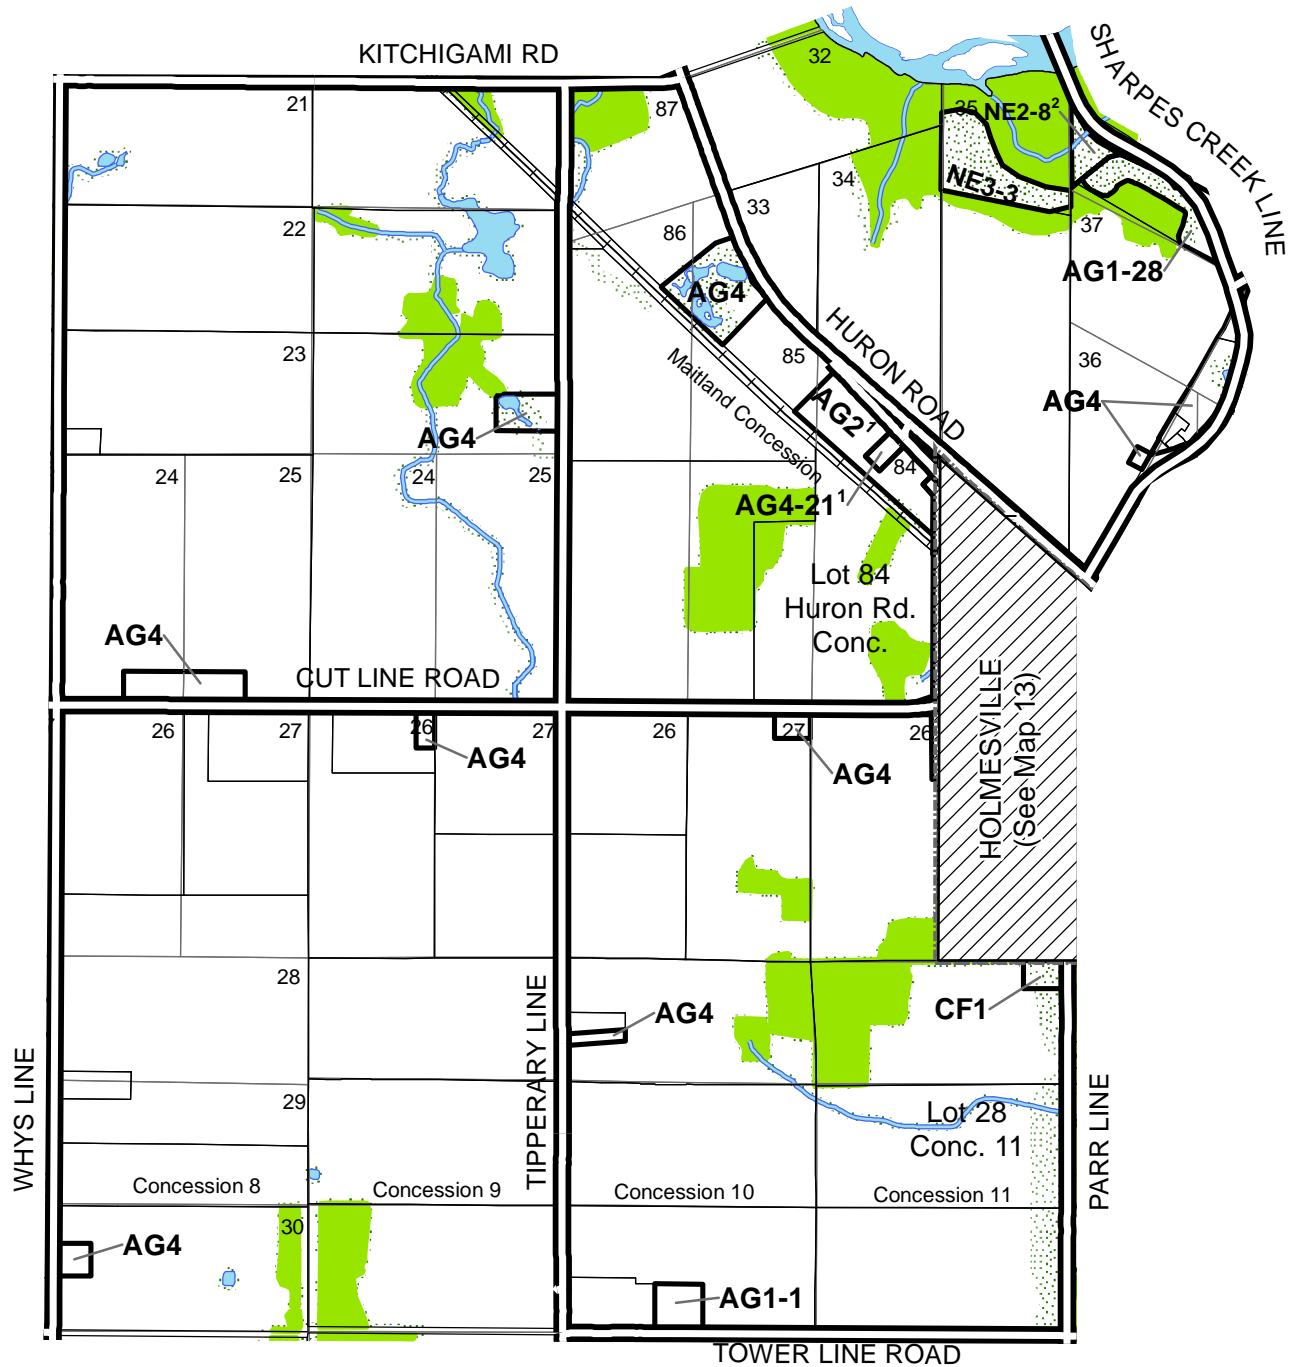 KITCHIGAMI RD
SHARPES CREEK LINE
32
21
87
35
NE2-8²
34
NE3-3
33
22
86
37
AG4
AG1-28
HURON ROAD
23
85
36
Maitland Concession
AG2¹
AG4
AG4
84
24
25
24
25
AG4-21¹
Lot 84
Huron Rd.
Conc.
AG4
CUT LINE ROAD
HOLMESVILLE
(See Map 13)
26
27
26
27
26
27
26
AG4
AG4
28
TIPPERARY LINE
AG4
CF1
WHYS LINE
29
Lot 28
Conc. 11
PARR LINE
Concession 8
Concession 9
Concession 10
Concession 11
30
AG4
AG1-1
TOWER LINE ROAD